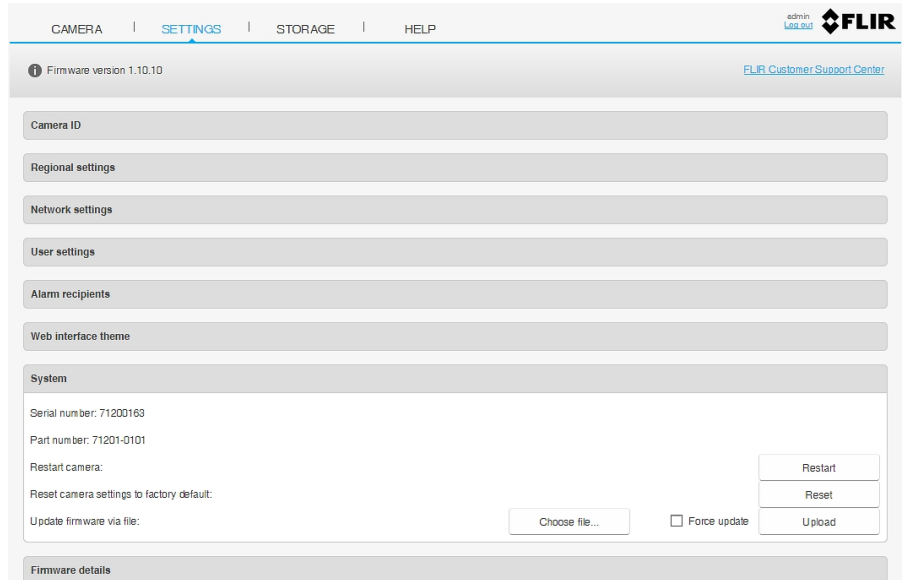 CAMERA | SETTINGS | STORAGE | HELP
admin
Log out
FLIR
Firmware version 1.10.10
FLIR Customer Support Center
Camera ID
Regional settings
Network settings
User settings
Alarm recipients
Web interface theme
System
Serial number: 71200163
Part number: 71201-0101
Restart camera: Restart
Reset camera settings to factory default: Reset
Update firmware via file: Choose file... Force update Upload
Firmware details